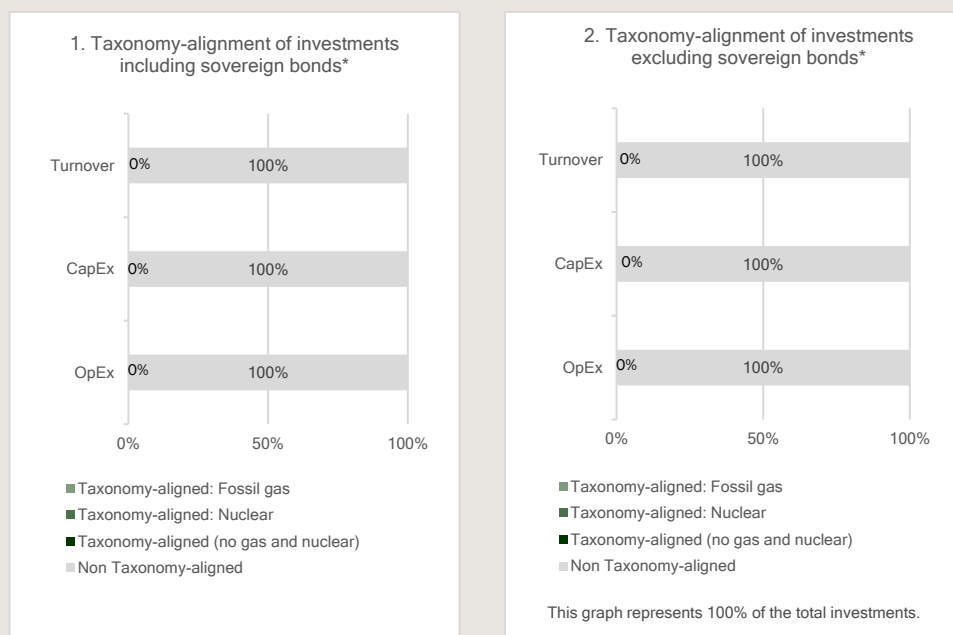 1. Taxonomy-alignment of investments
including sovereign bonds*
Turnover
0%
100%
CapEx
0%
100%
OpEx
0%
100%
0%
50%
100%
Taxonomy-aligned: Fossil gas
Taxonomy-aligned: Nuclear
Taxonomy-aligned (no gas and nuclear)
Non Taxonomy-aligned
2. Taxonomy-alignment of investments
excluding sovereign bonds*
Turnover
0%
100%
CapEx
0%
100%
OpEx
0%
100%
0%
50%
100%
Taxonomy-aligned: Fossil gas
Taxonomy-aligned: Nuclear
Taxonomy-aligned (no gas and nuclear)
Non Taxonomy-aligned
This graph represents 100% of the total investments.